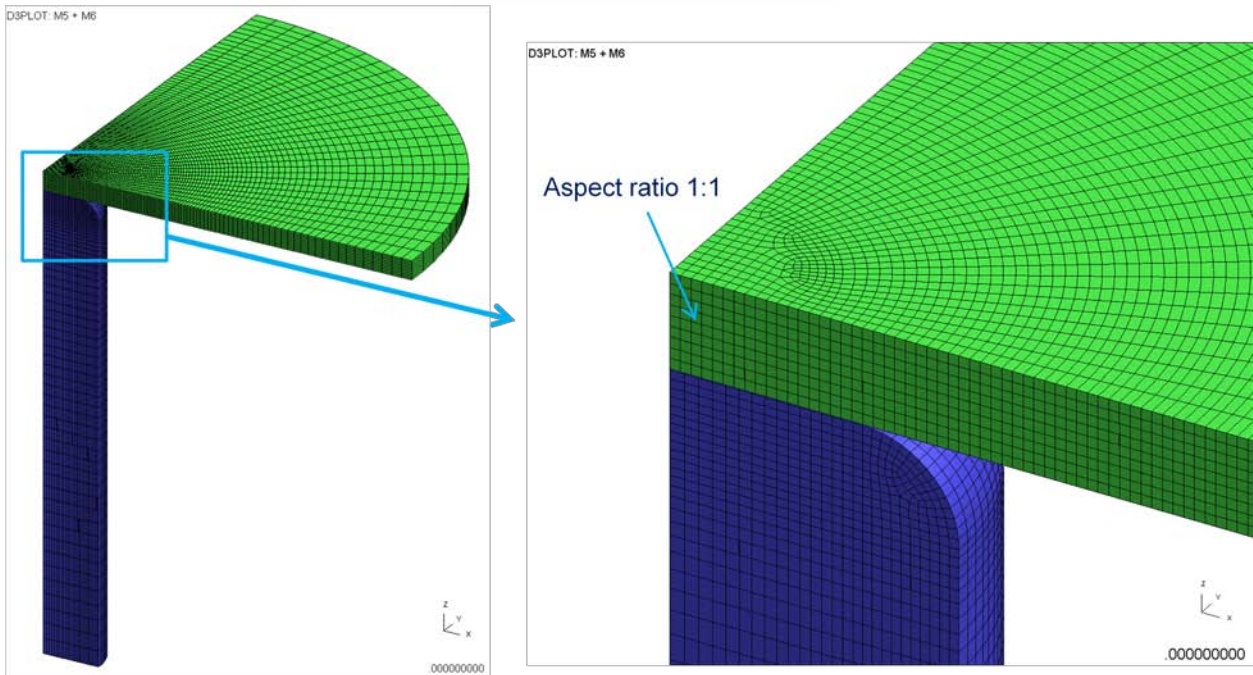 D3PLOT: M5 + M6
Z
Y
X
.000000000
D3PLOT: M5 + M6
Aspect ratio 1:1
Z
Y
X
.000000000